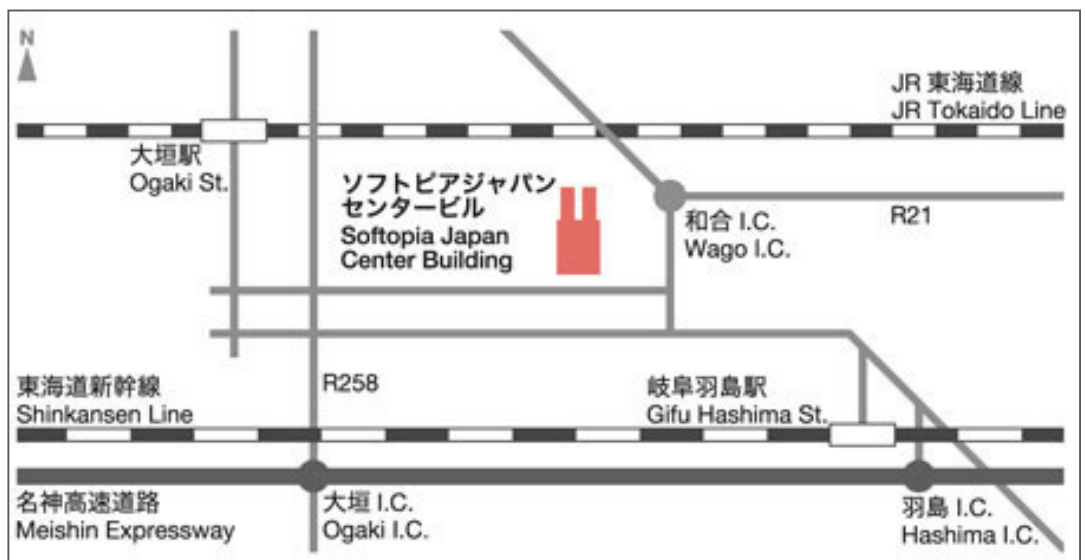 N
JR 東海道線
JR Tokaido Line
大垣駅
Ogaki St.
ソフトピアジャパン
センタービル
Softopia Japan
Center Building
和合 I.C.
Wago I.C.
R21
東海道新幹線
Shinkansen Line
R258
岐阜羽島駅
Gifu Hashima St.
名神高速道路
Meishin Expressway
大垣 I.C.
Ogaki I.C.
羽島 I.C.
Hashima I.C.